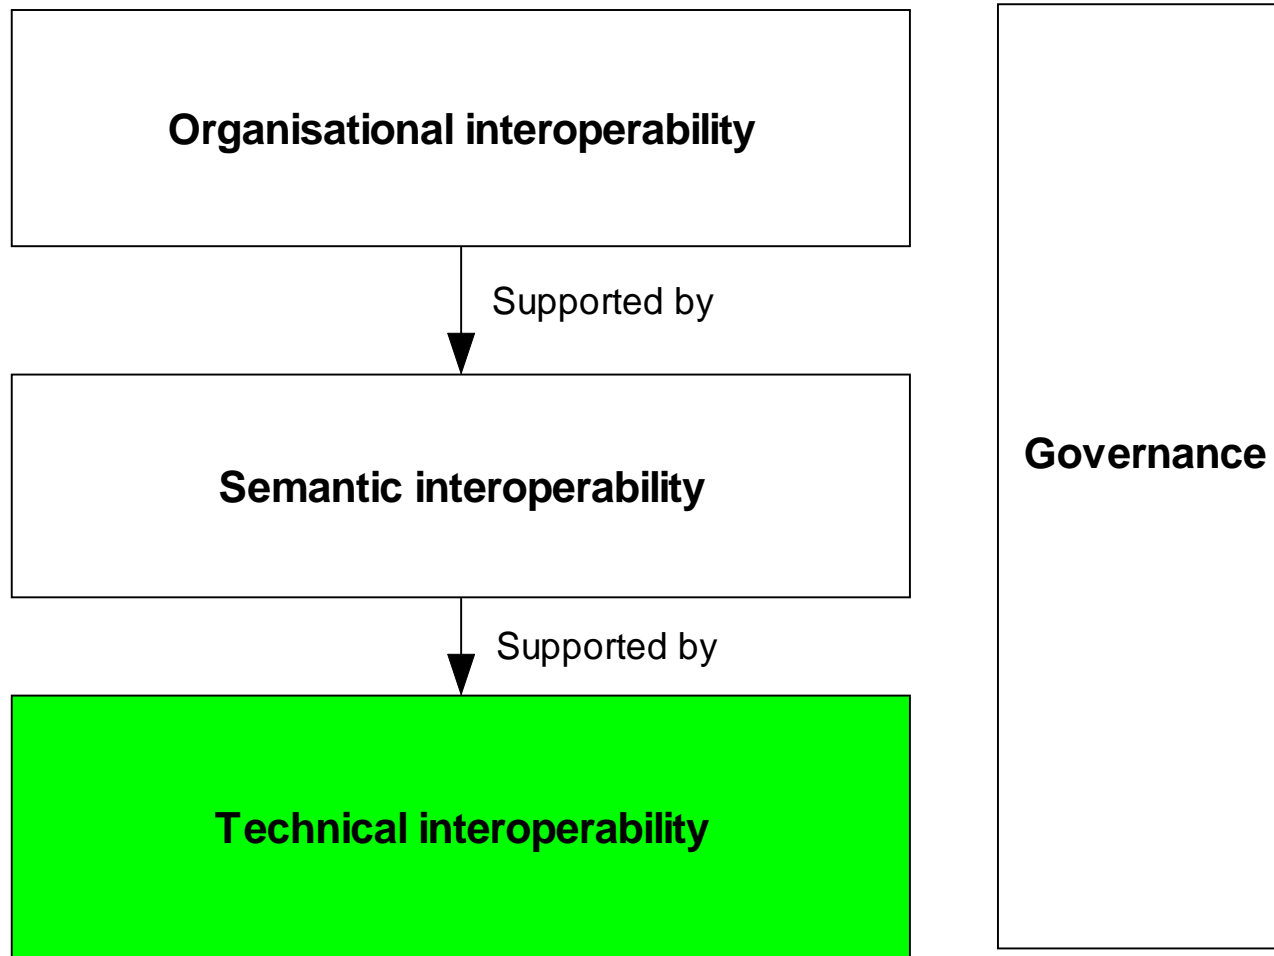 Organisational interoperability
Supported by
Semantic interoperability
Governance
Supported by
Technical interoperability